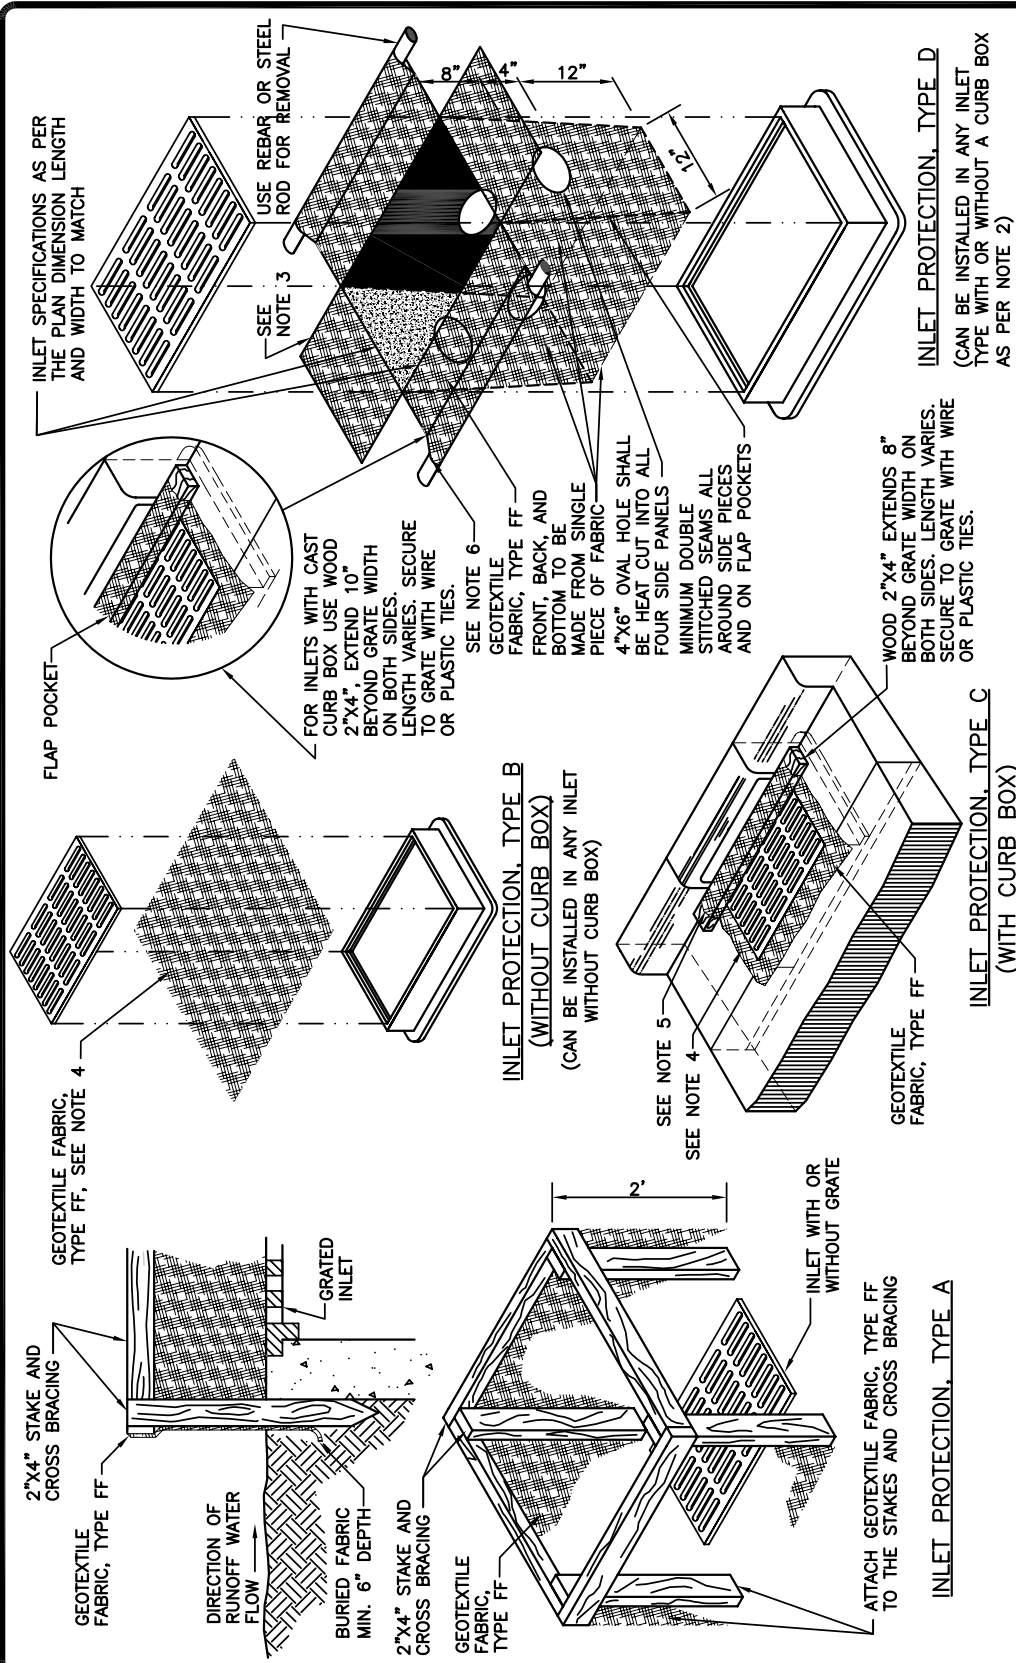 2"X4" STAKE AND
CROSS BRACING
GEOTEXTILE
FABRIC, TYPE FF
DIRECTION OF
RUNOFF WATER
FLOW
BURIED FABRIC
MIN. 6" DEPTH
GRATED
INLET
2"X4" STAKE AND
CROSS BRACING
GEOTEXTILE
FABRIC,
TYPE FF
2'
INLET WITH OR
WITHOUT GRATE
ATTACH GEOTEXTILE FABRIC, TYPE FF
TO THE STAKES AND CROSS BRACING
INLET PROTECTION, TYPE A
GEOTEXTILE FABRIC,
TYPE FF, SEE NOTE 4
INLET PROTECTION, TYPE B
(WITHOUT CURB BOX)
(CAN BE INSTALLED IN ANY INLET
WITHOUT CURB BOX)
SEE NOTE 5
SEE NOTE 4
GEOTEXTILE
FABRIC, TYPE FF
WOOD 2"X4" EXTENDS 8"
BEYOND GRATE WIDTH ON
BOTH SIDES. LENGTH VARIES.
SECURE TO GRATE WITH WIRE
OR PLASTIC TIES.
INLET PROTECTION, TYPE C
(WITH CURB BOX)
FLAP POCKET
FOR INLETS WITH CAST
CURB BOX USE WOOD
2"X4", EXTEND 10"
BEYOND GRATE WIDTH
ON BOTH SIDES.
LENGTH VARIES. SECURE
TO GRATE WITH WIRE
OR PLASTIC TIES.
INLET SPECIFICATIONS AS PER
THE PLAN DIMENSION LENGTH
AND WIDTH TO MATCH
SEE
NOTE 3
USE REBAR OR STEEL
ROD FOR REMOVAL
8"
4"
12"
12"
SEE NOTE 6
GEOTEXTILE
FABRIC, TYPE FF
FRONT, BACK, AND
BOTTOM TO BE
MADE FROM SINGLE
PIECE OF FABRIC
4"X6" OVAL HOLE SHALL
BE HEAT CUT INTO ALL
FOUR SIDE PANELS
MINIMUM DOUBLE
STITCHED SEAMS ALL
AROUND SIDE PIECES
AND ON FLAP POCKETS
INLET PROTECTION, TYPE D
(CAN BE INSTALLED IN ANY INLET
TYPE WITH OR WITHOUT A CURB BOX
AS PER NOTE 2)